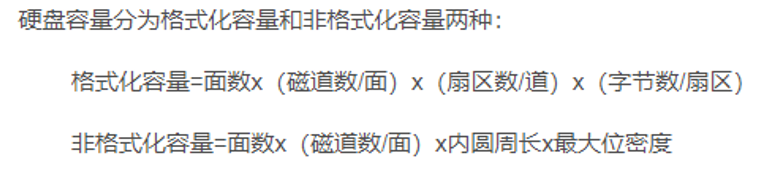 硬盘容量分为格式化容量和非格式化容量两种：
格式化容量=面数x（磁道数/面）x（扇区数/道）x（字节数/扇区）
非格式化容量=面数x（磁道数/面）x内圆周长x最大位密度